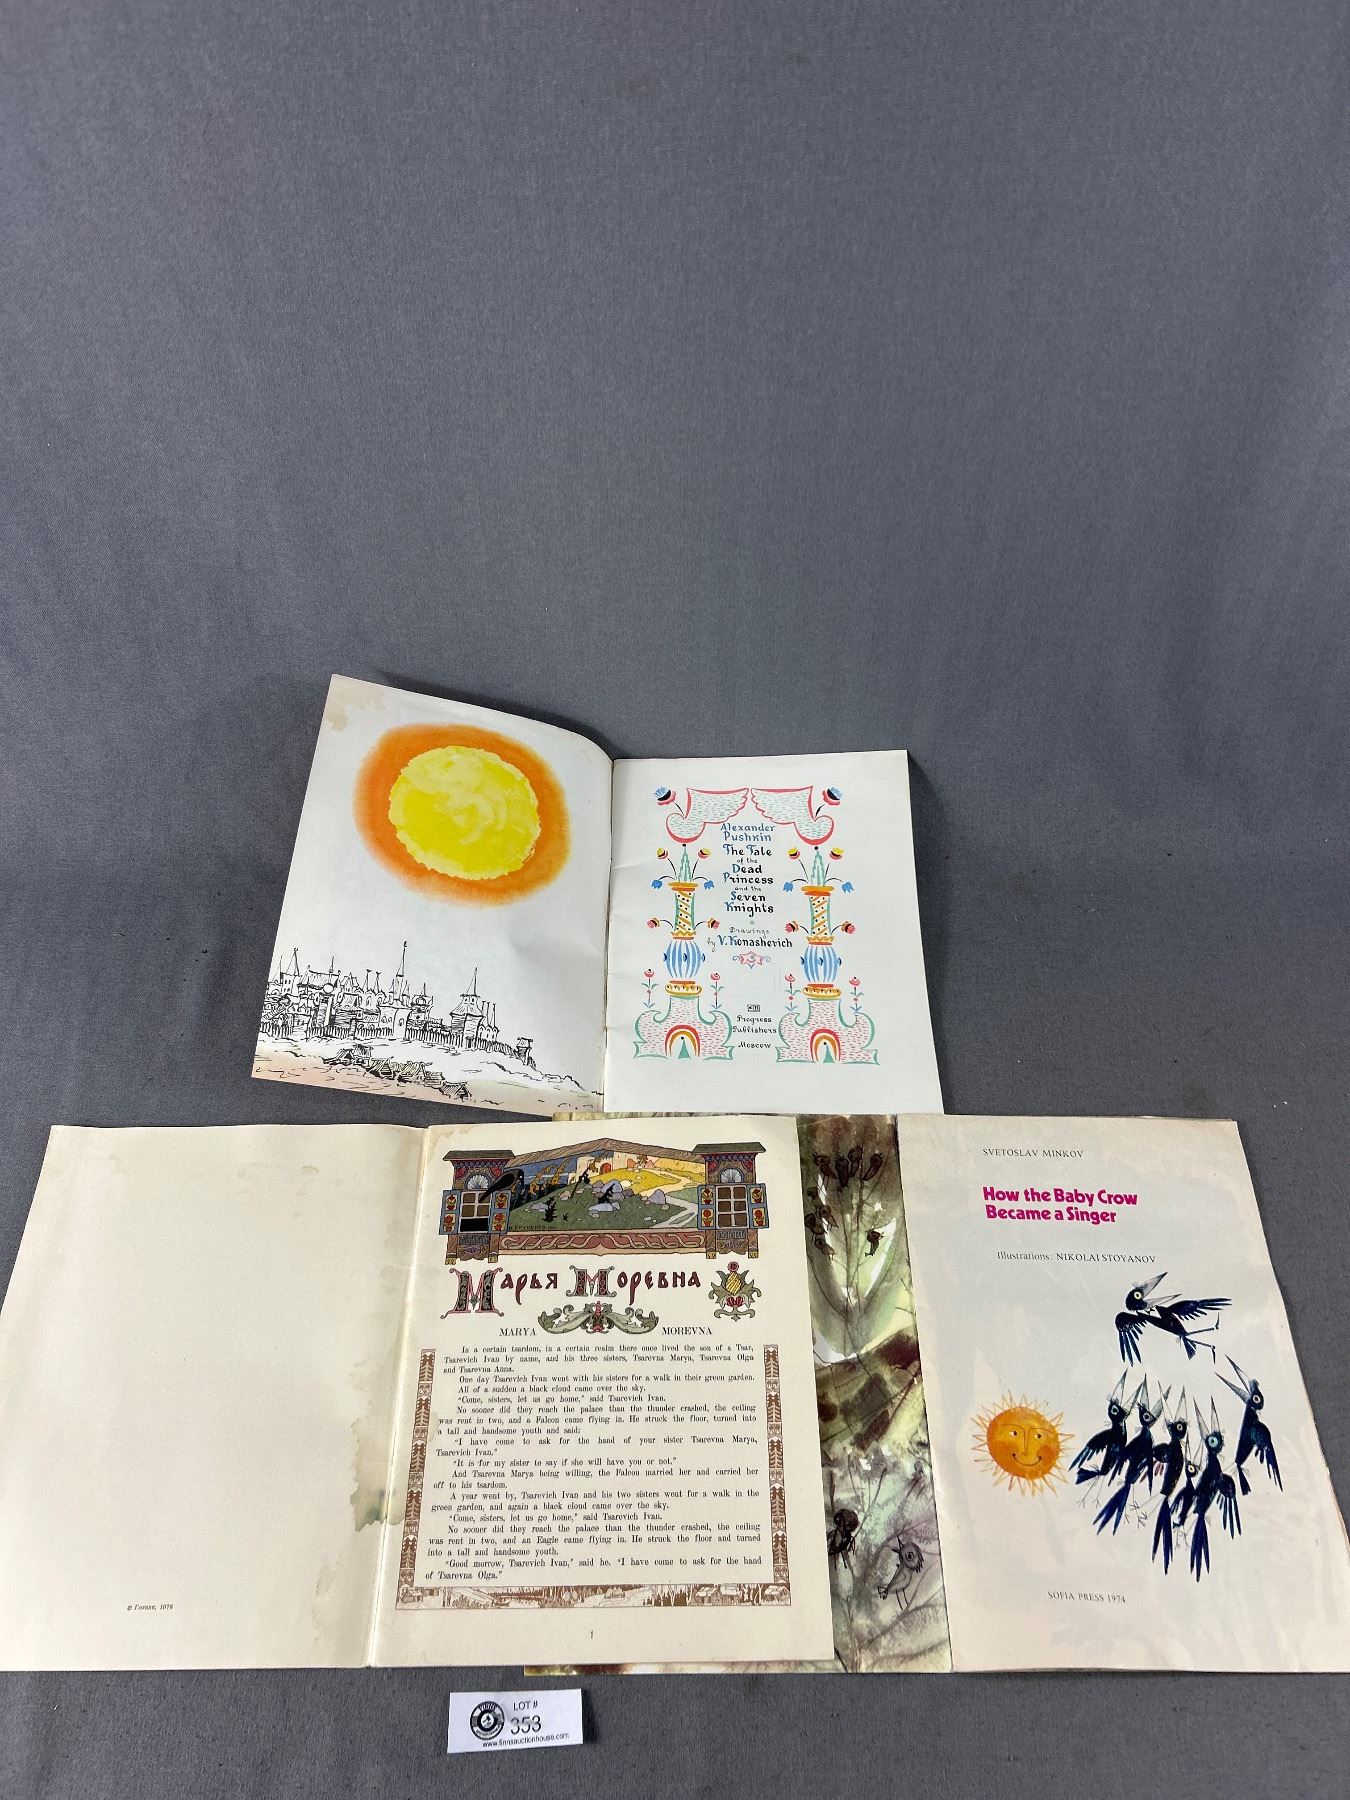 Alexander
Pushkin
The Tale
of the
Dead
Princess
and the
Seven
Knights
Drawings
by V. Konashevich
Progress
Publishers
Moscow
© Гознак, 1976
И. БИЛИБИНЪ
Марья Моревна
MARYA MOREVNA
In a certain tsardom, in a certain realm there once lived the son of a Tsar,
Tsarevich Ivan by name, and his three sisters, Tsarevna Marya, Tsarevna Olga
and Tsarevna Anna.
One day Tsarevich Ivan went with his sisters for a walk in their green garden.
All of a sudden a black cloud came over the sky.
"Come, sisters, let us go home," said Tsarevich Ivan.
No sooner did they reach the palace than the thunder crashed, the ceiling
was rent in two, and a Falcon came flying in. He struck the floor, turned into
a tall and handsome youth and said:
"I have come to ask for the hand of your sister Tsarevna Marya,
Tsarevich Ivan."
"It is for my sister to say if she will have you or not."
And Tsarevna Marya being willing, the Falcon married her and carried her
off to his tsardom.
A year went by, Tsarevich Ivan and his two sisters went for a walk in the
green garden, and again a black cloud came over the sky.
"Come, sisters, let us go home," said Tsarevich Ivan.
No sooner did they reach the palace than the thunder crashed, the ceiling
was rent in two, and an Eagle came flying in. He struck the floor and turned
into a tall and handsome youth.
"Good morrow, Tsarevich Ivan," said he. "I have come to ask for the hand
of Tsarevna Olga."
1
SVETOSLAV MINKOV
How the Baby Crow
Became a Singer
Illustrations: NIKOLAI STOYANOV
SOFIA PRESS 1974
LOT #
353
www.finnsauctionhouse.com